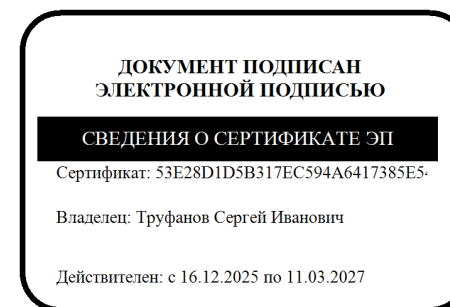 ДОКУМЕНТ ПОДПИСАН
ЭЛЕКТРОННОЙ ПОДПИСЬЮ
СВЕДЕНИЯ О СЕРТИФИКАТЕ ЭП
Сертификат: 53E28D1D5B317EC594A6417385E5
Владелец: Труфанов Сергей Иванович
Действителен: с 16.12.2025 по 11.03.2027